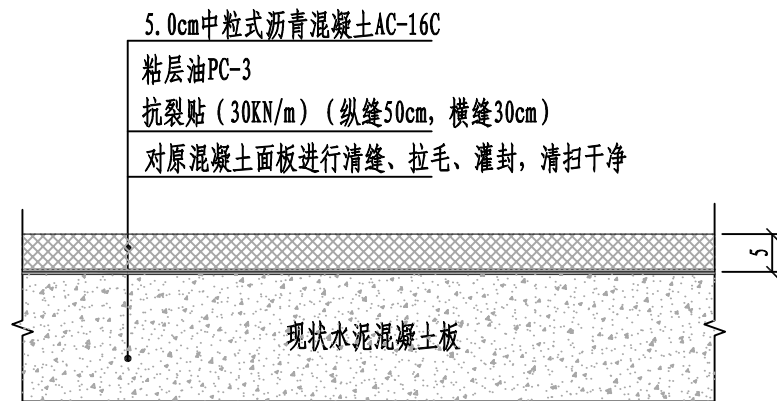 5.0cm中粒式沥青混凝土AC-16C
粘层油PC-3
抗裂贴（30KN/m）（纵缝50cm，横缝30cm）
对原混凝土面板进行清缝、拉毛、灌封，清扫干净
5
现状水泥混凝土板